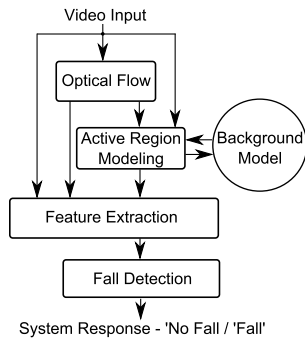 Video Input
Optical Flow
Active Region
Modeling
Background
Model
Feature Extraction
Fall Detection
System Response - 'No Fall / 'Fall'